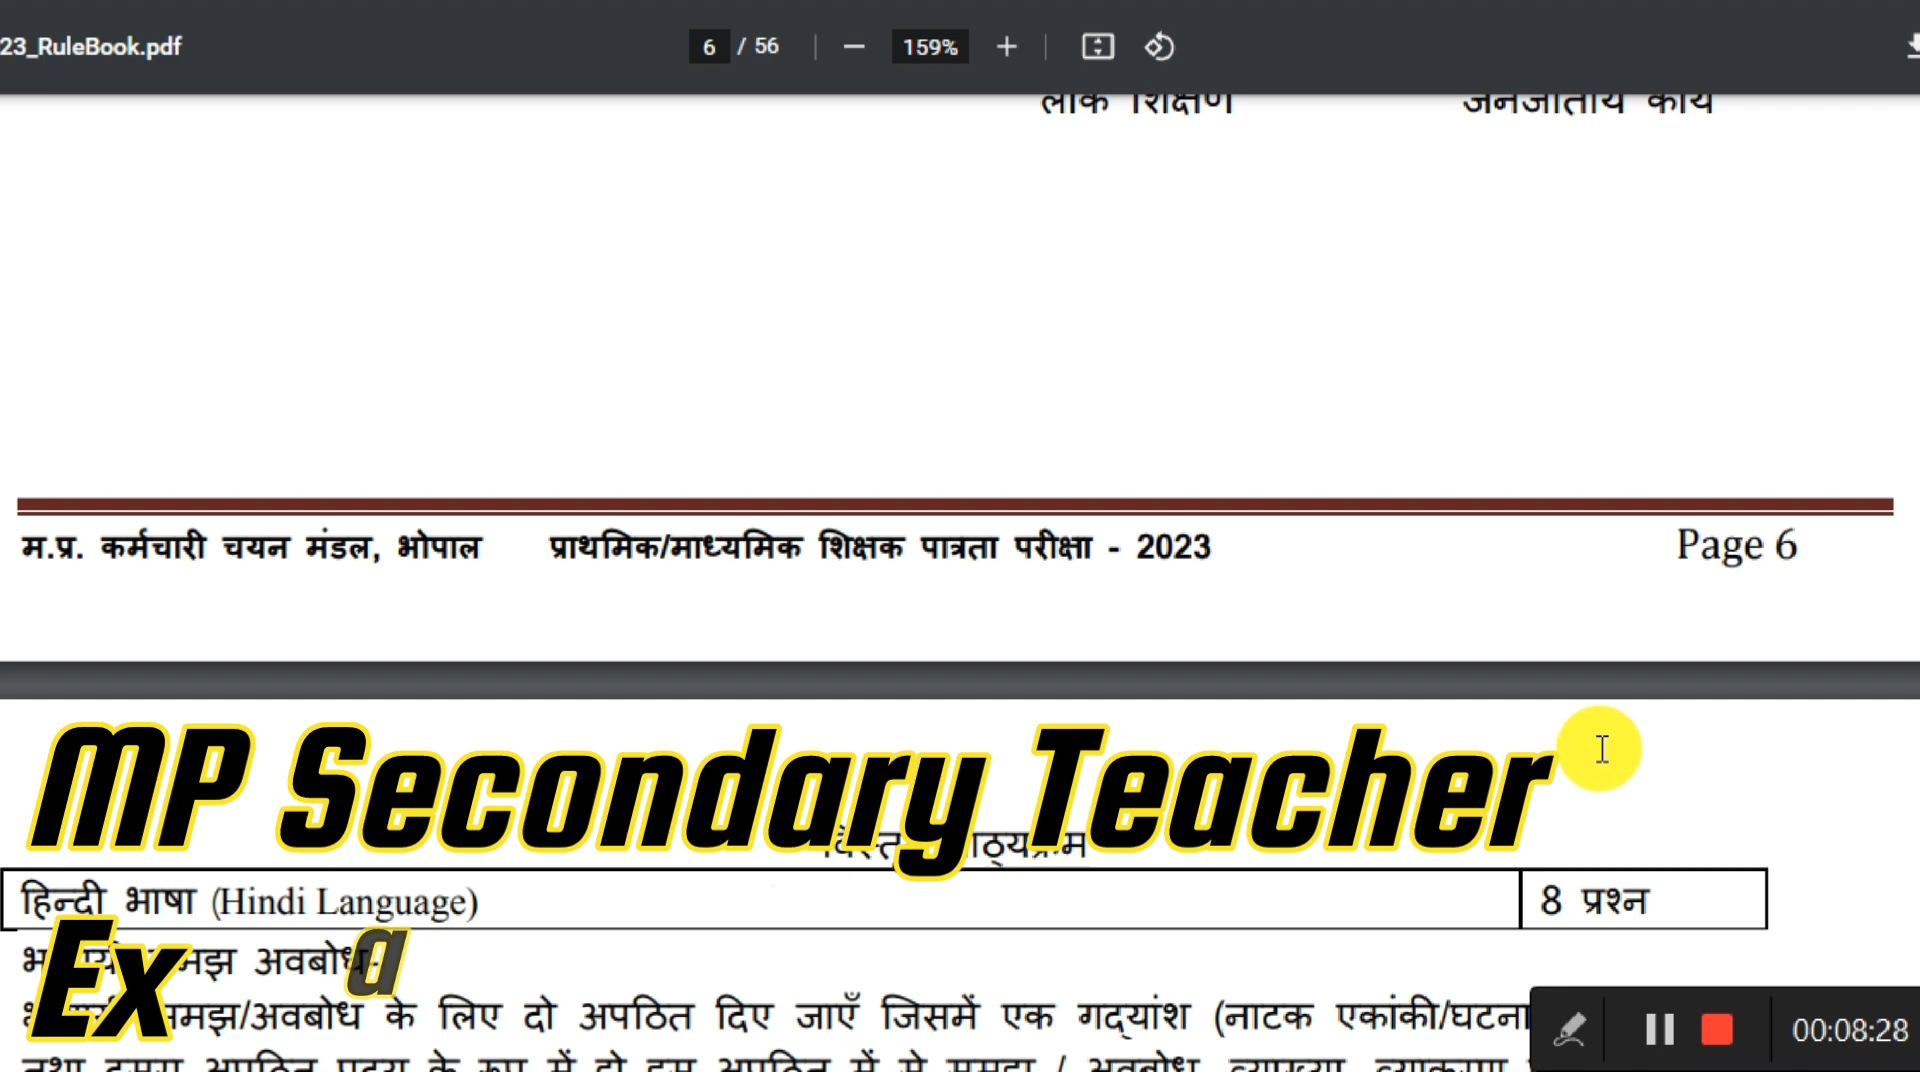 23_RuleBook.pdf 6 / 56 159%
लोक शिक्षण जनजातीय कार्य
म.प्र. कर्मचारी चयन मंडल, भोपाल प्राथमिक/माध्यमिक शिक्षक पात्रता परीक्षा - 2023 Page 6
MP Secondary Teacher
हिन्दी भाषा (Hindi Language) 8 प्रश्न
Exa
अवबोध-
समझ/अवबोध के लिए दो अपठित दिए जाएँ जिसमें एक गद्यांश (नाटक एकांकी/घटना
00:08:28